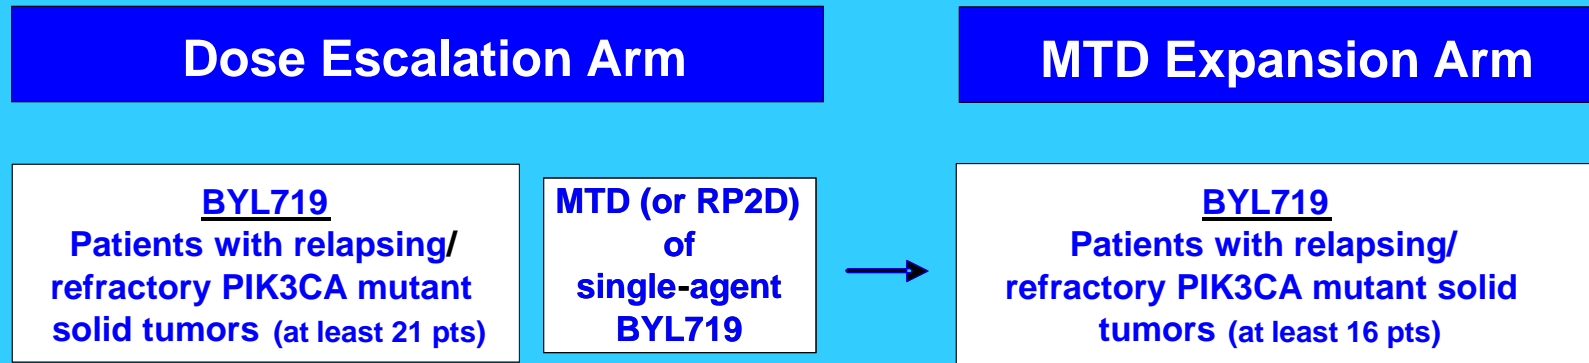 Dose Escalation Arm
MTD Expansion Arm
BYL719
Patients with relapsing/
refractory PIK3CA mutant
solid tumors (at least 21 pts)
MTD (or RP2D)
of
single-agent
BYL719
BYL719
Patients with relapsing/
refractory PIK3CA mutant solid
tumors (at least 16 pts)